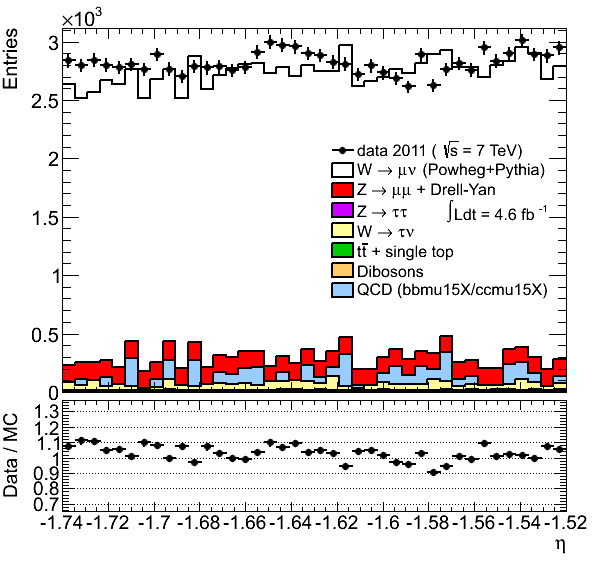 ×10³
Entries
3
2.5
2
1.5
1
0.5
0
data 2011 ( √s = 7 TeV)
W → μν (Powheg+Pythia)
Z → μμ + Drell-Yan
Z → ττ
∫Ldt = 4.6 fb⁻¹
W → τν
tt̄ + single top
Dibosons
QCD (bbmu15X/ccmu15X)
Data / MC
1.3
1.2
1.1
1
0.9
0.8
0.7
-1.74 -1.72 -1.7 -1.68 -1.66 -1.64 -1.62 -1.6 -1.58 -1.56 -1.54 -1.52
η